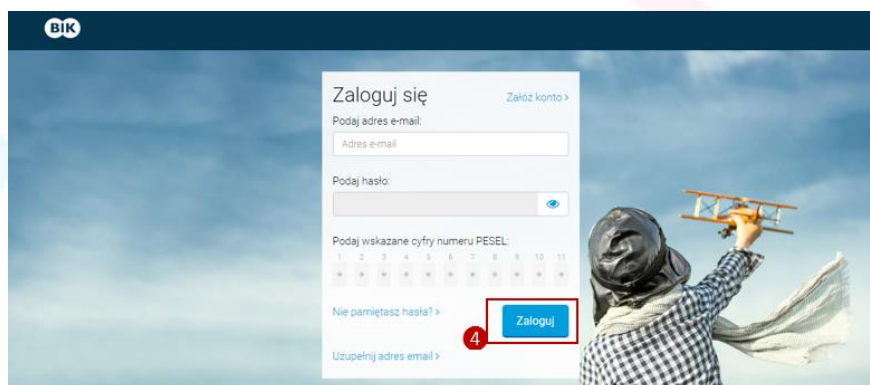 BIK
Zaloguj się
Załóż konto >
Podaj adres e-mail:
Adres e-mail
Podaj hasło:
Podaj wskazane cyfry numeru PESEL:
1 2 3 4 5 6 7 8 9 10 11
Nie pamiętasz hasła? >
Zaloguj
4
Uzupełnij adres email >